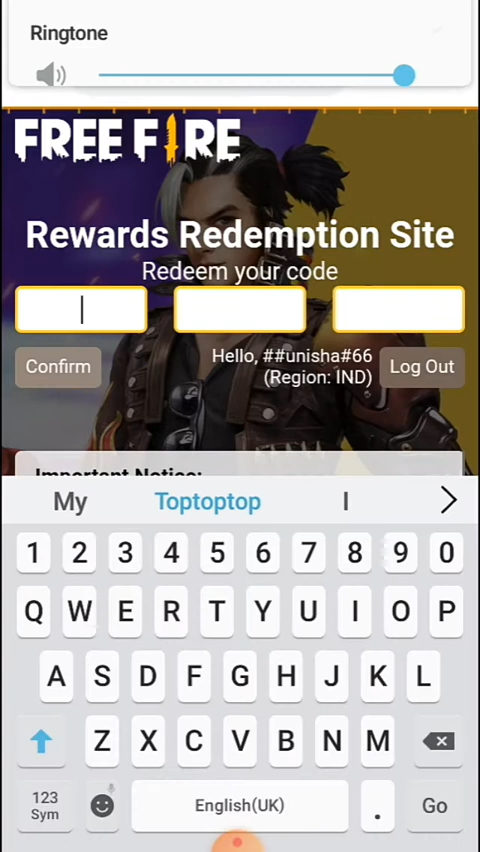 Ringtone
FREE FIRE
Rewards Redemption Site
Redeem your code
Confirm
Hello, ##unisha#66
(Region: IND)
Log Out
Important Notice:
My Toptoptop I
1 2 3 4 5 6 7 8 9 0
Q W E R T Y U I O P
A S D F G H J K L
Z X C V B N M
123
Sym
English(UK)
. Go